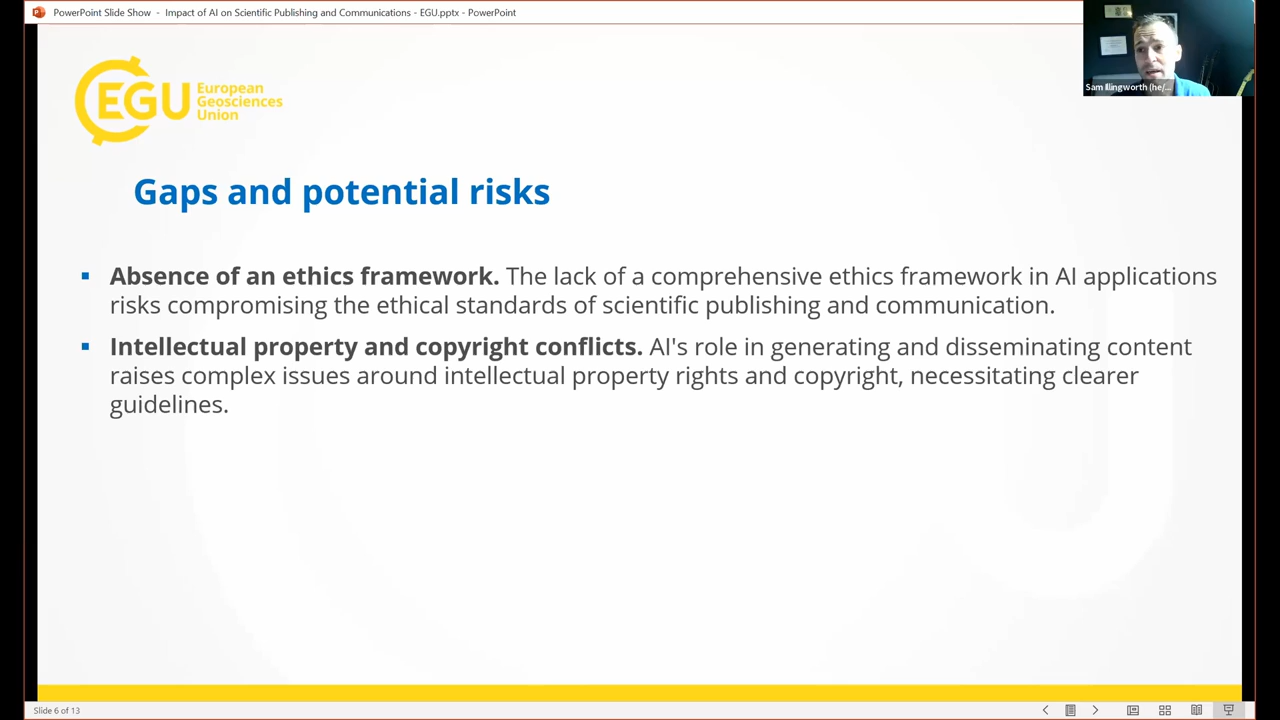 PowerPoint Slide Show - Impact of AI on Scientific Publishing and Communications - EGU.pptx - PowerPoint
Sam Illingworth (he/...
EGU European
Geosciences
Union
Gaps and potential risks
▪ Absence of an ethics framework. The lack of a comprehensive ethics framework in AI applications
risks compromising the ethical standards of scientific publishing and communication.
▪ Intellectual property and copyright conflicts. AI's role in generating and disseminating content
raises complex issues around intellectual property rights and copyright, necessitating clearer
guidelines.
Slide 6 of 13